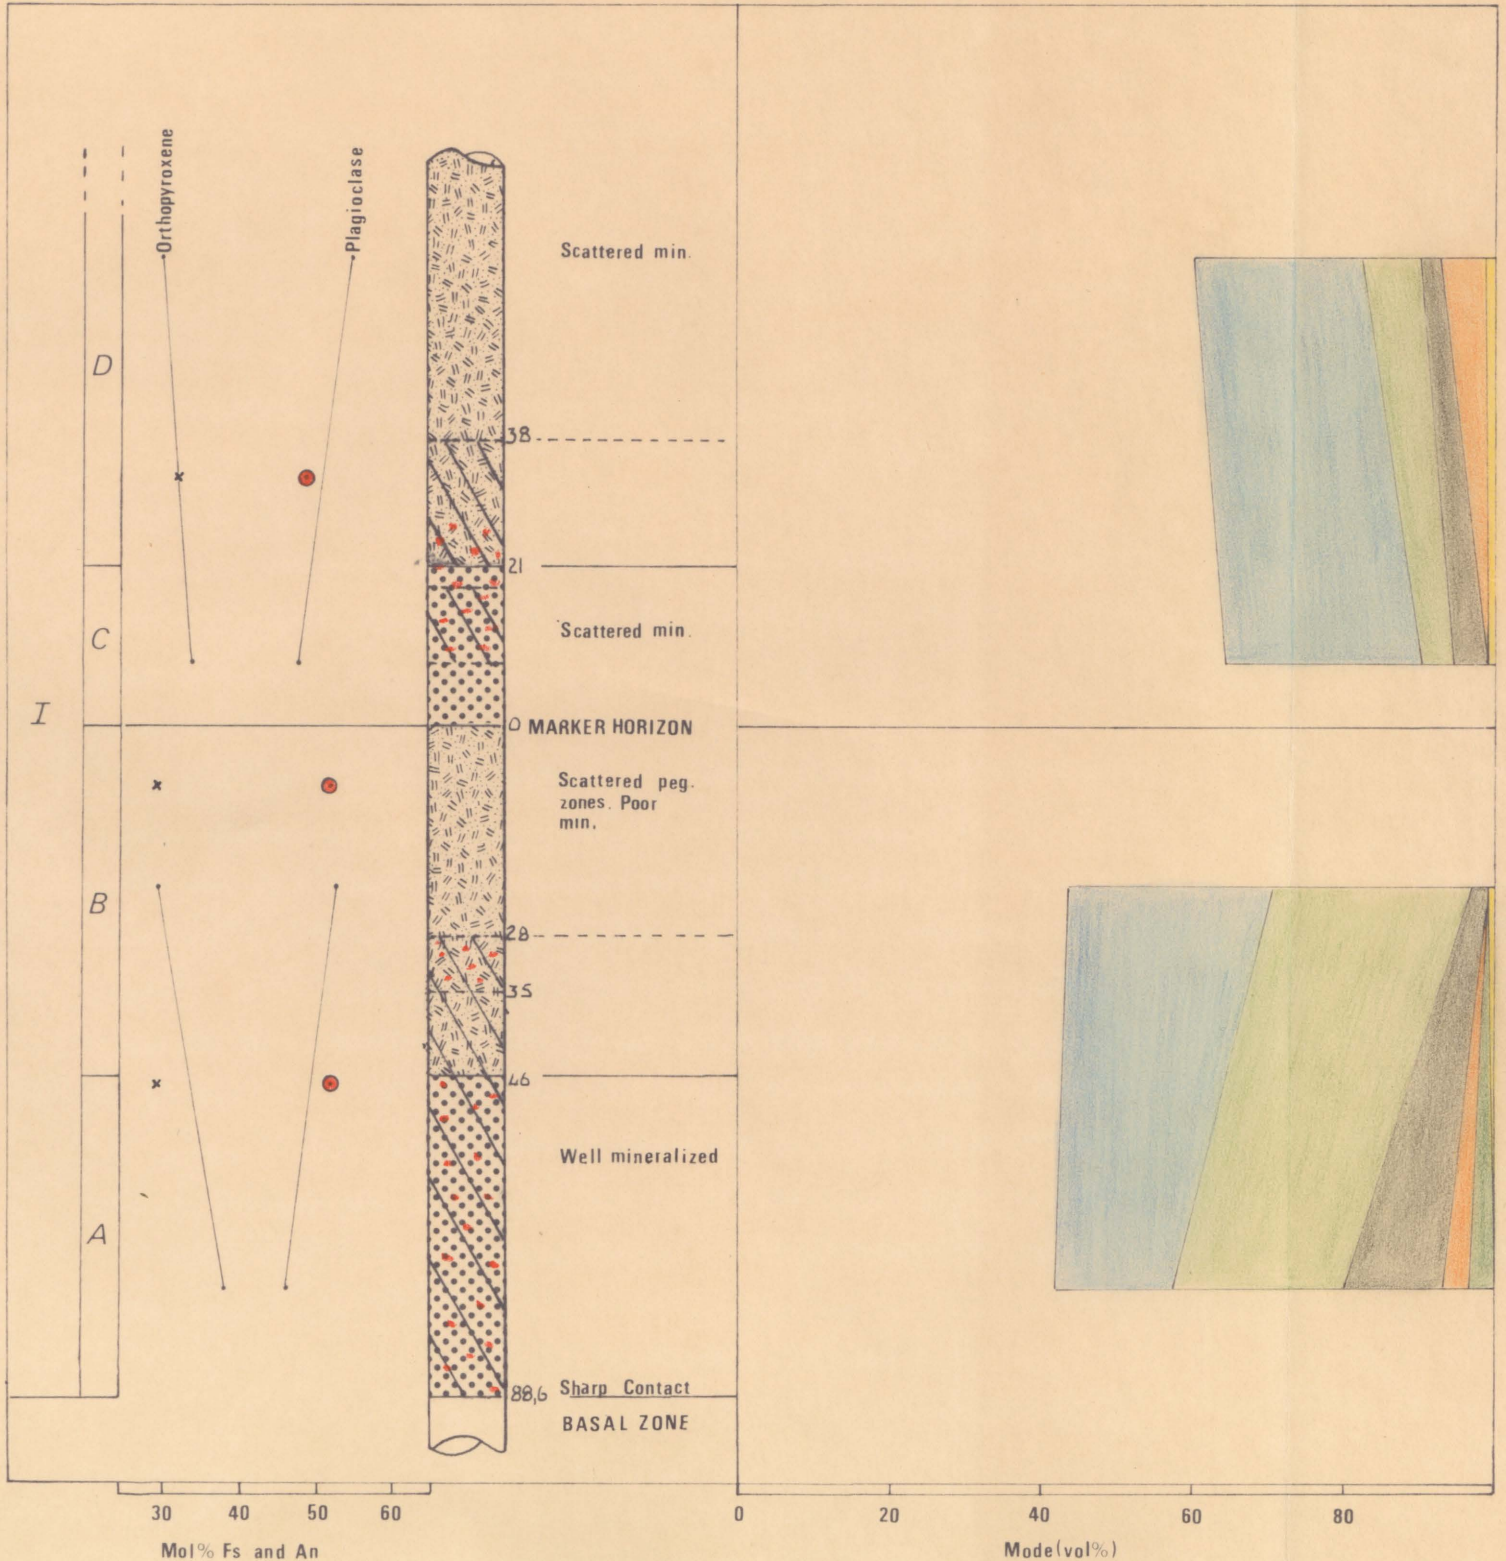 Orthopyroxene
Plagioclase
Scattered min.
D
38
21
C
Scattered min.
I
0 MARKER HORIZON
Scattered peg.
zones. Poor
min.
B
28
35
46
Well mineralized
A
88,6 Sharp Contact
BASAL ZONE
30 40 50 60
Mol% Fs and An
0 20 40 60 80
Mode(vol%)